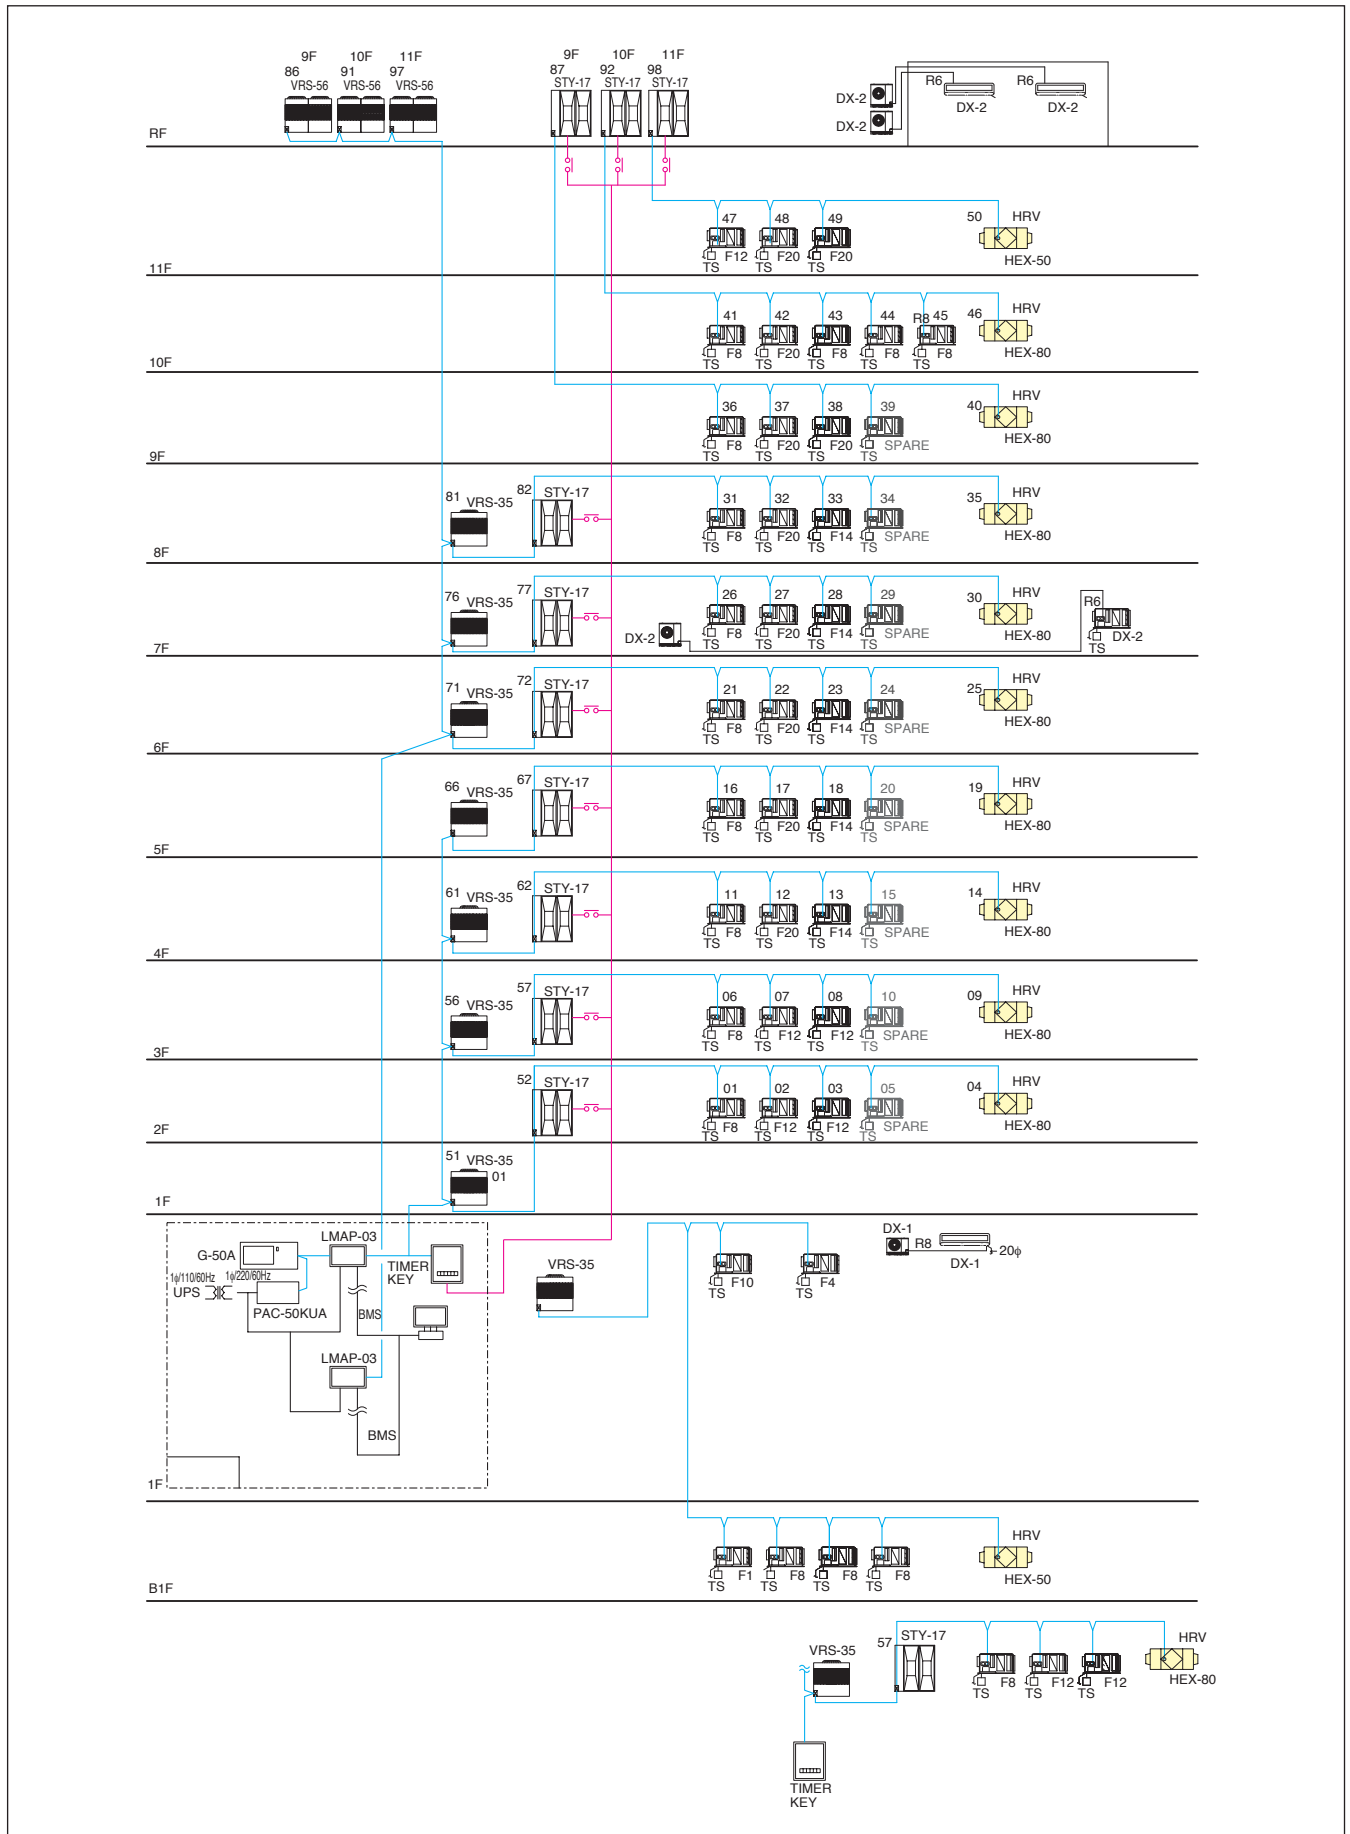 9F 10F 11F
86 91 97
VRS-56 VRS-56 VRS-56
9F 10F 11F
87 92 98
STY-17 STY-17 STY-17
DX-2
DX-2
R6 R6
DX-2 DX-2
RF
47 48 49 50 HRV
F12 F20 F20 HEX-50
TS TS TS
11F
41 42 43 44 R8 45 46 HRV
F8 F20 F8 F8 F8 HEX-80
TS TS TS TS TS
10F
36 37 38 39 40 HRV
F8 F20 F20 SPARE HEX-80
TS TS TS TS
9F
81 VRS-35 82 STY-17 31 32 33 34 35 HRV
F8 F20 F14 SPARE HEX-80
TS TS TS TS
8F
76 VRS-35 77 STY-17 26 27 28 29 30 HRV R6
DX-2 F8 F20 F14 SPARE HEX-80 DX-2
TS TS TS TS TS
7F
71 VRS-35 72 STY-17 21 22 23 24 25 HRV
F8 F20 F14 SPARE HEX-80
TS TS TS TS
6F
66 VRS-35 67 STY-17 16 17 18 20 19 HRV
F8 F20 F14 SPARE HEX-80
TS TS TS TS
5F
61 VRS-35 62 STY-17 11 12 13 15 14 HRV
F8 F20 F14 SPARE HEX-80
TS TS TS TS
4F
56 VRS-35 57 STY-17 06 07 08 10 09 HRV
F8 F12 F12 SPARE HEX-80
TS TS TS TS
3F
52 STY-17 01 02 03 05 04 HRV
F8 F12 F12 SPARE HEX-80
TS TS TS TS
2F
51 VRS-35
01
1F
G-50A LMAP-03
TIMER
KEY
1ϕ/110/60Hz 1ϕ/220/60Hz
UPS
PAC-50KUA
BMS
LMAP-03
BMS
VRS-35
F10 F4
TS TS
DX-1
R8
DX-1
20ϕ
1F
HRV
F1 F8 F8 F8 HEX-50
TS TS TS TS
B1F
VRS-35 57 STY-17 HRV
F8 F12 F12 HEX-80
TS TS TS
TIMER
KEY